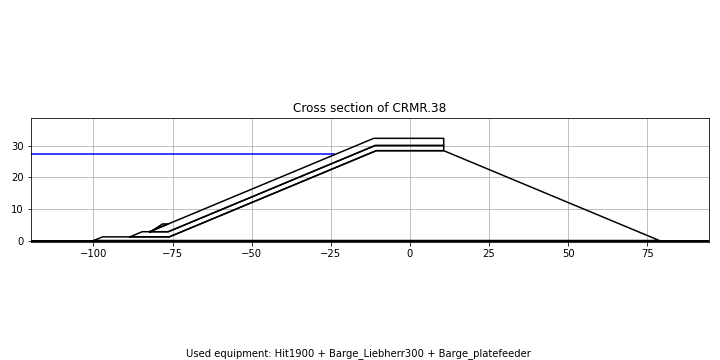 Cross section of CRMR.38
30
20
10
0
−100 −75 −50 −25 0 25 50 75
Used equipment: Hit1900 + Barge_Liebherr300 + Barge_platefeeder